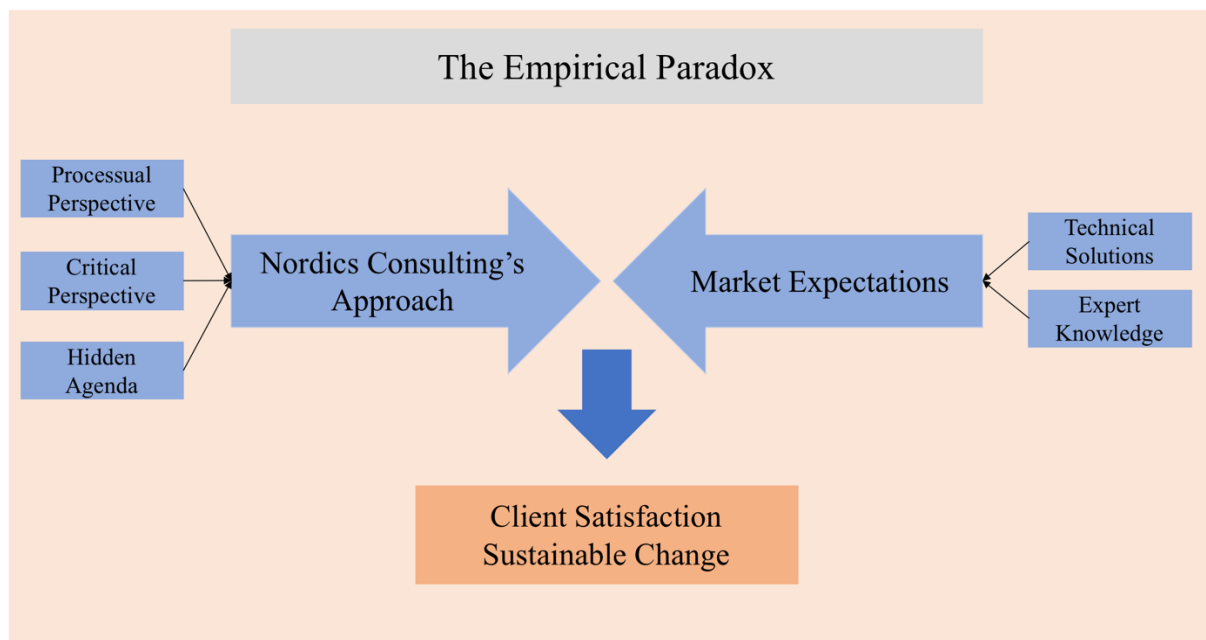 The Empirical Paradox
Processual
Perspective
Critical
Perspective
Hidden
Agenda
Nordics Consulting's
Approach
Market Expectations
Technical
Solutions
Expert
Knowledge
Client Satisfaction
Sustainable Change